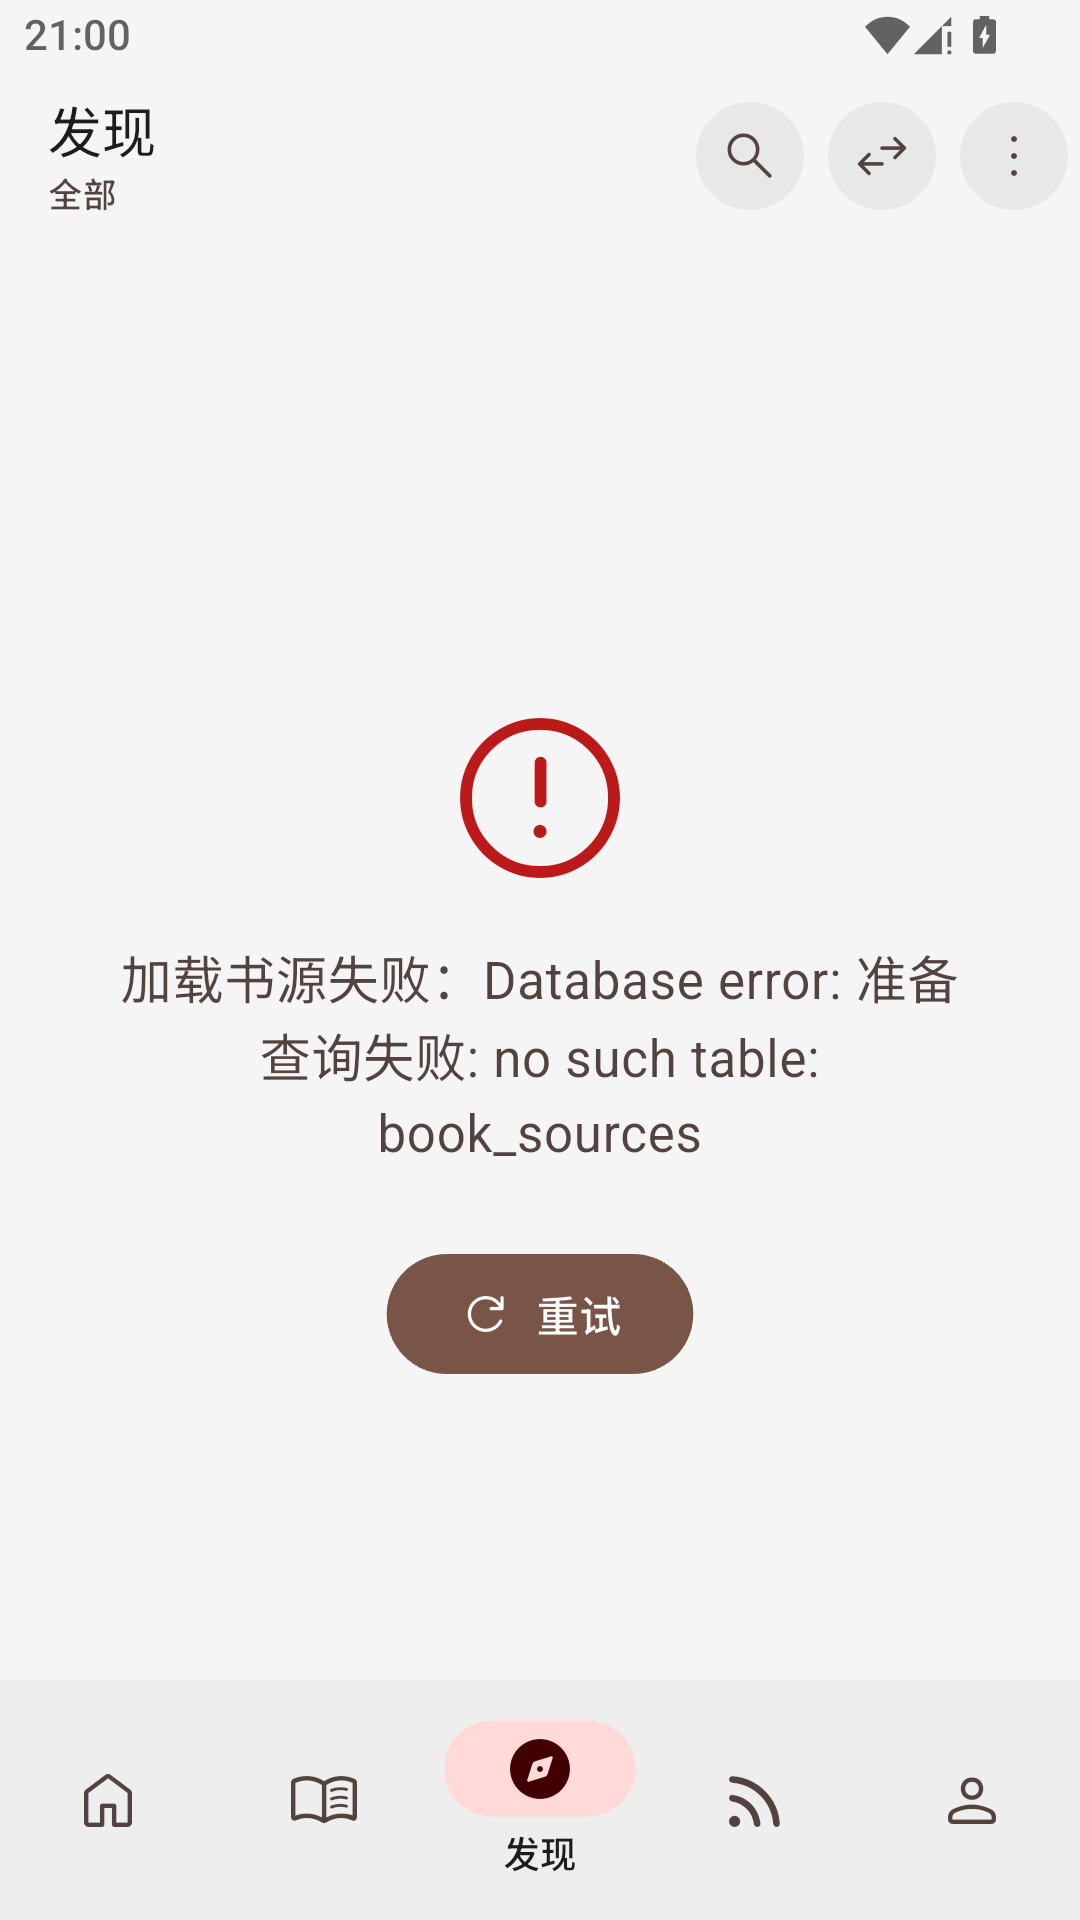 21:00
发现
全部
加载书源失败：Database error: 准备
查询失败: no such table:
book_sources
重试
发现